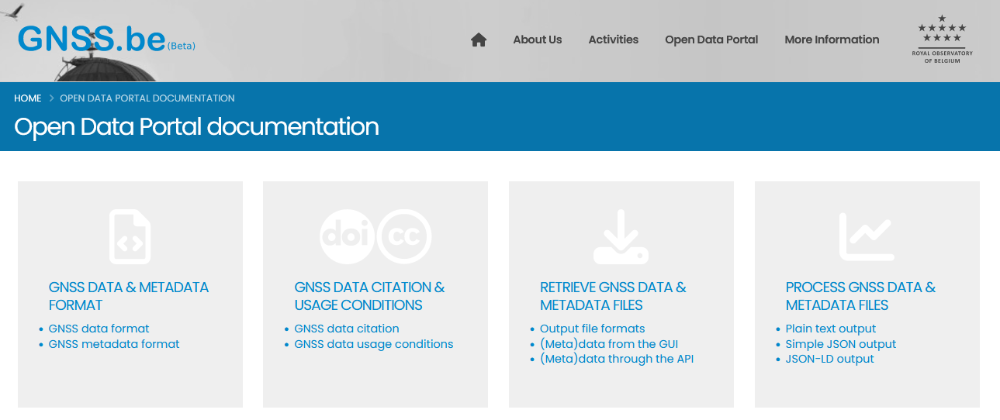 GNSS.be (Beta)
About Us
Activities
Open Data Portal
More Information
ROYAL OBSERVATORY
OF BELGIUM
HOME > OPEN DATA PORTAL DOCUMENTATION
Open Data Portal documentation
GNSS DATA & METADATA
FORMAT
• GNSS data format
• GNSS metadata format
doi cc
GNSS DATA CITATION &
USAGE CONDITIONS
• GNSS data citation
• GNSS data usage conditions
RETRIEVE GNSS DATA &
METADATA FILES
• Output file formats
• (Meta)data from the GUI
• (Meta)data through the API
PROCESS GNSS DATA &
METADATA FILES
• Plain text output
• Simple JSON output
• JSON-LD output